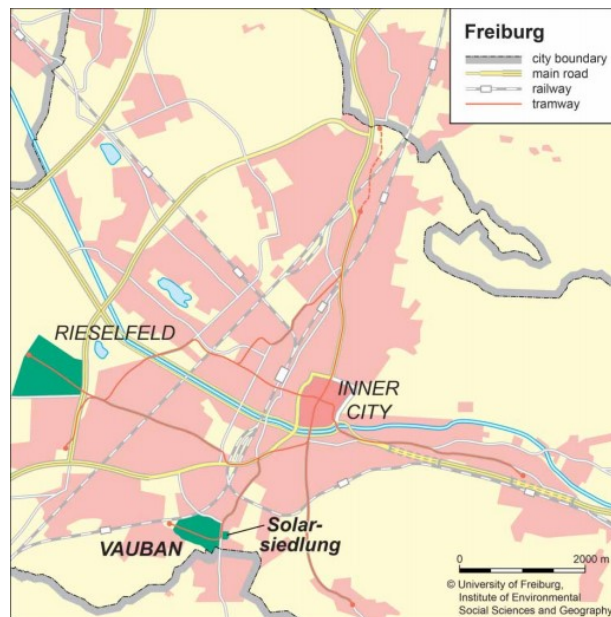 Freiburg
city boundary
main road
railway
tramway
RIESELFELD
INNER
CITY
Solar-
siedlung
VAUBAN
0 2000 m
© University of Freiburg,
Institute of Environmental
Social Sciences and Geography